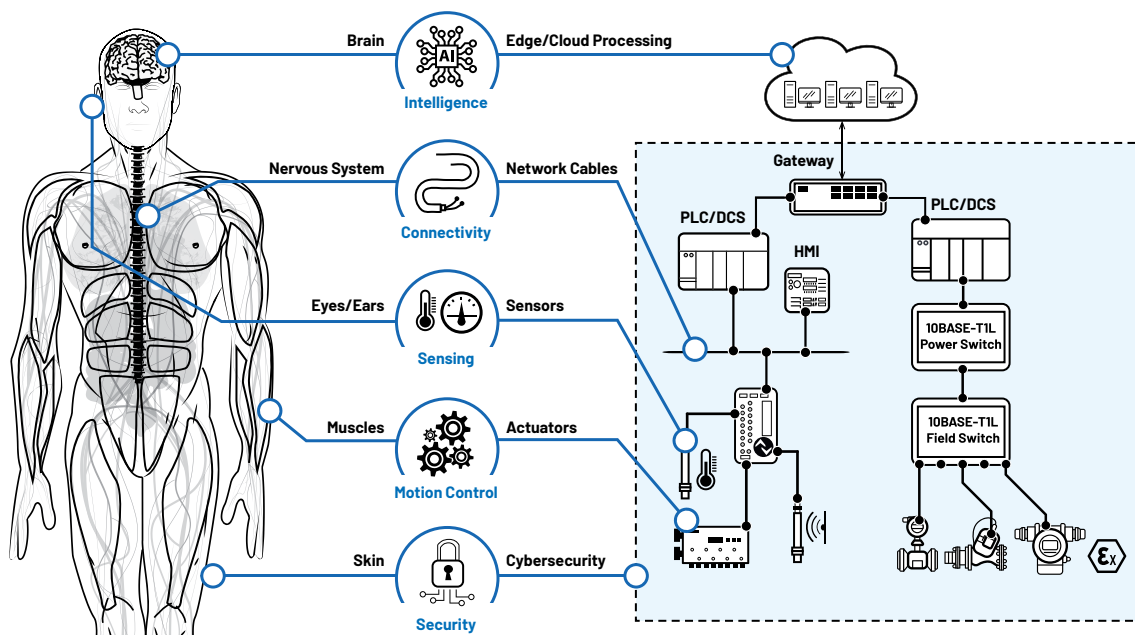 Brain
AI
Edge/Cloud Processing
Intelligence
Gateway
Nervous System
Network Cables
Connectivity
PLC/DCS
PLC/DCS
HMI
Eyes/Ears
Sensors
Sensing
10BASE-T1L
Power Switch
Muscles
Actuators
Motion Control
10BASE-T1L
Field Switch
Skin
Cybersecurity
Security
εx